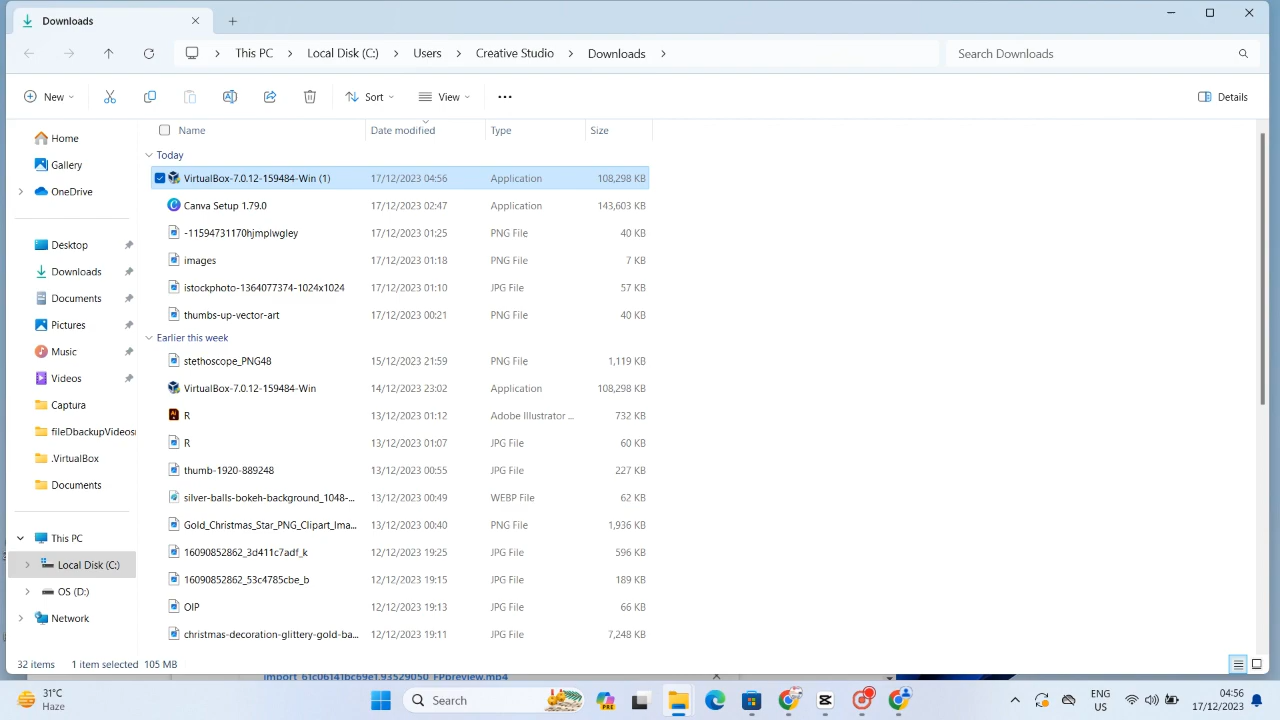 Downloads
This PC Local Disk (C:) Users Creative Studio Downloads Search Downloads
New Sort View Details
Name Date modified Type Size
Today
VirtualBox-7.0.12-159484-Win (1) 17/12/2023 04:56 Application 108,298 KB
Canva Setup 1.79.0 17/12/2023 02:47 Application 143,603 KB
-11594731170hjmplwgley 17/12/2023 01:25 PNG File 40 KB
images 17/12/2023 01:18 PNG File 7 KB
istockphoto-1364077374-1024x1024 17/12/2023 01:10 JPG File 57 KB
thumbs-up-vector-art 17/12/2023 00:21 PNG File 40 KB
Earlier this week
stethoscope_PNG48 15/12/2023 21:59 PNG File 1,119 KB
VirtualBox-7.0.12-159484-Win 14/12/2023 23:02 Application 108,298 KB
R 13/12/2023 01:12 Adobe Illustrator ... 732 KB
R 13/12/2023 01:07 JPG File 60 KB
thumb-1920-889248 13/12/2023 00:55 JPG File 227 KB
silver-balls-bokeh-background_1048-... 13/12/2023 00:49 WEBP File 62 KB
Gold_Christmas_Star_PNG_Clipart_Ima... 13/12/2023 00:40 PNG File 1,936 KB
16090852862_3d411c7adf_k 12/12/2023 19:25 JPG File 596 KB
16090852862_53c4785cbe_b 12/12/2023 19:15 JPG File 189 KB
OIP 12/12/2023 19:13 JPG File 66 KB
christmas-decoration-glittery-gold-ba... 12/12/2023 19:11 JPG File 7,248 KB
Home
Gallery
OneDrive
Desktop
Downloads
Documents
Pictures
Music
Videos
Captura
fileDbackupVideos
.VirtualBox
Documents
This PC
Local Disk (C:)
OS (D:)
Network
32 items 1 item selected 105 MB
import_61c06141bc69e1.93529050_FPpreview.mp4
31°C
Haze
Search
PRE
ENG
US
04:56
17/12/2023